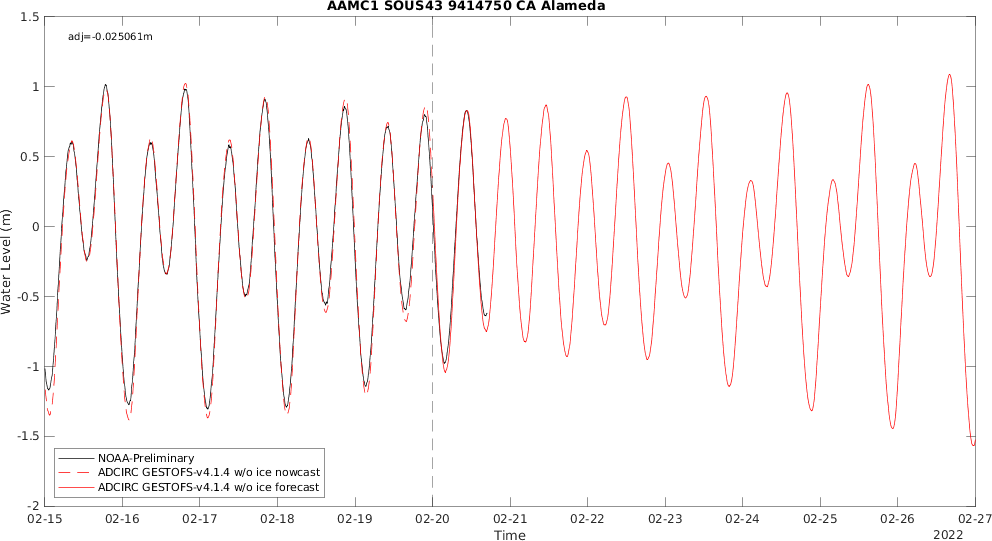 AAMC1 SOUS43 9414750 CA Alameda
adj=-0.025061m
1.5
1
0.5
0
-0.5
-1
-1.5
-2
Water Level (m)
NOAA-Preliminary
ADCIRC GESTOFS-v4.1.4 w/o ice nowcast
ADCIRC GESTOFS-v4.1.4 w/o ice forecast
02-15 02-16 02-17 02-18 02-19 02-20 02-21 02-22 02-23 02-24 02-25 02-26 02-27
Time
2022